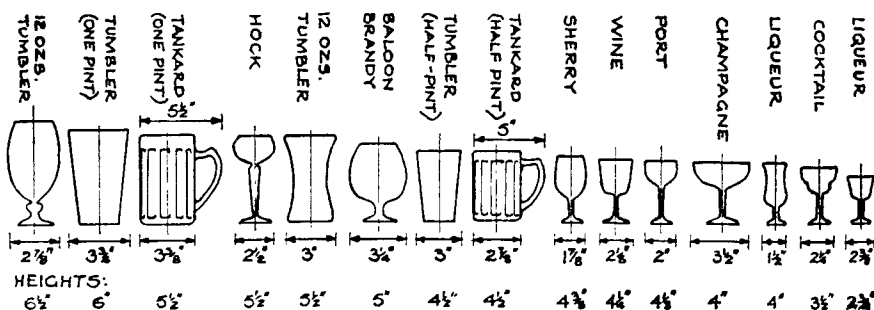 12 OZS.
TUMBLER
TUMBLER
(ONE PINT)
TANKARD
(ONE PINT)
HOCK
12 OZS.
TUMBLER
BALOON
BRANDY
TUMBLER
(HALF-PINT)
TANKARD
(HALF PINT)
SHERRY
WINE
PORT
CHAMPAGNE
LIQUEUR
COCKTAIL
LIQUEUR
5½" 5"
2⅞" 3⅜" 3⅜" 2½" 3" 3¼" 3" 2⅞" 1⅞" 2⅛" 2" 3½" 1½" 2¼"
HEIGHTS:
6½" 6" 5½" 5½" 5½" 5" 4½" 4½" 4⅜" 4¼" 4⅛" 4" 4" 3½"